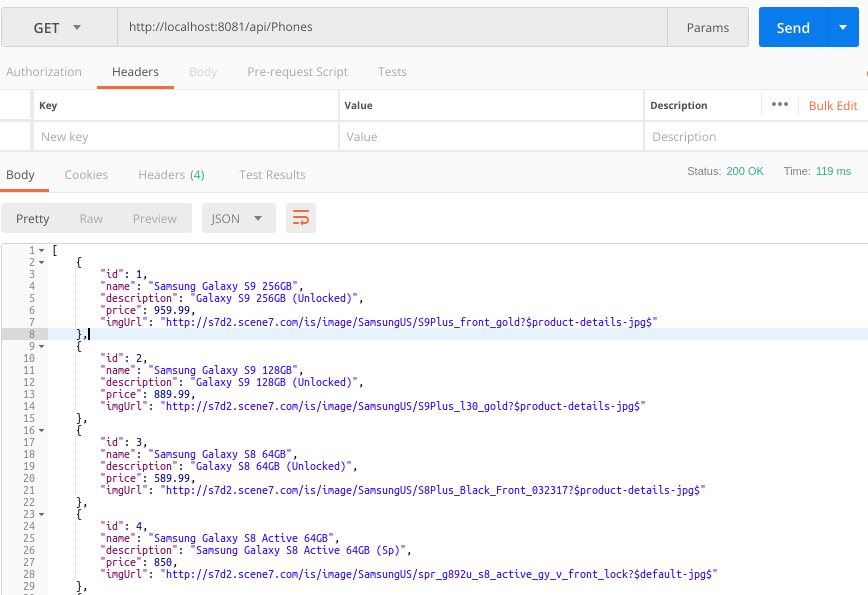 GET http://localhost:8081/api/Phones Params Send
Authorization Headers Body Pre-request Script Tests
Key Value Description ••• Bulk Edit
New key Value Description
Body Cookies Headers (4) Test Results Status: 200 OK Time: 119 ms
Pretty Raw Preview JSON
1 [
2 {
3 "id": 1,
4 "name": "Samsung Galaxy S9 256GB",
5 "description": "Galaxy S9 256GB (Unlocked)",
6 "price": 959.99,
7 "imgUrl": "http://s7d2.scene7.com/is/image/SamsungUS/S9Plus_front_gold?$product-details-jpg$"
8 },
9 {
10 "id": 2,
11 "name": "Samsung Galaxy S9 128GB",
12 "description": "Galaxy S9 128GB (Unlocked)",
13 "price": 889.99,
14 "imgUrl": "http://s7d2.scene7.com/is/image/SamsungUS/S9Plus_l30_gold?$product-details-jpg$"
15 },
16 {
17 "id": 3,
18 "name": "Samsung Galaxy S8 64GB",
19 "description": "Galaxy S8 64GB (Unlocked)",
20 "price": 589.99,
21 "imgUrl": "http://s7d2.scene7.com/is/image/SamsungUS/S8Plus_Black_Front_032317?$product-details-jpg$"
22 },
23 {
24 "id": 4,
25 "name": "Samsung Galaxy S8 Active 64GB",
26 "description": "Samsung Galaxy S8 Active 64GB (Sp)",
27 "price": 850,
28 "imgUrl": "http://s7d2.scene7.com/is/image/SamsungUS/spr_g892u_s8_active_gy_v_front_lock?$default-jpg$"
29 },